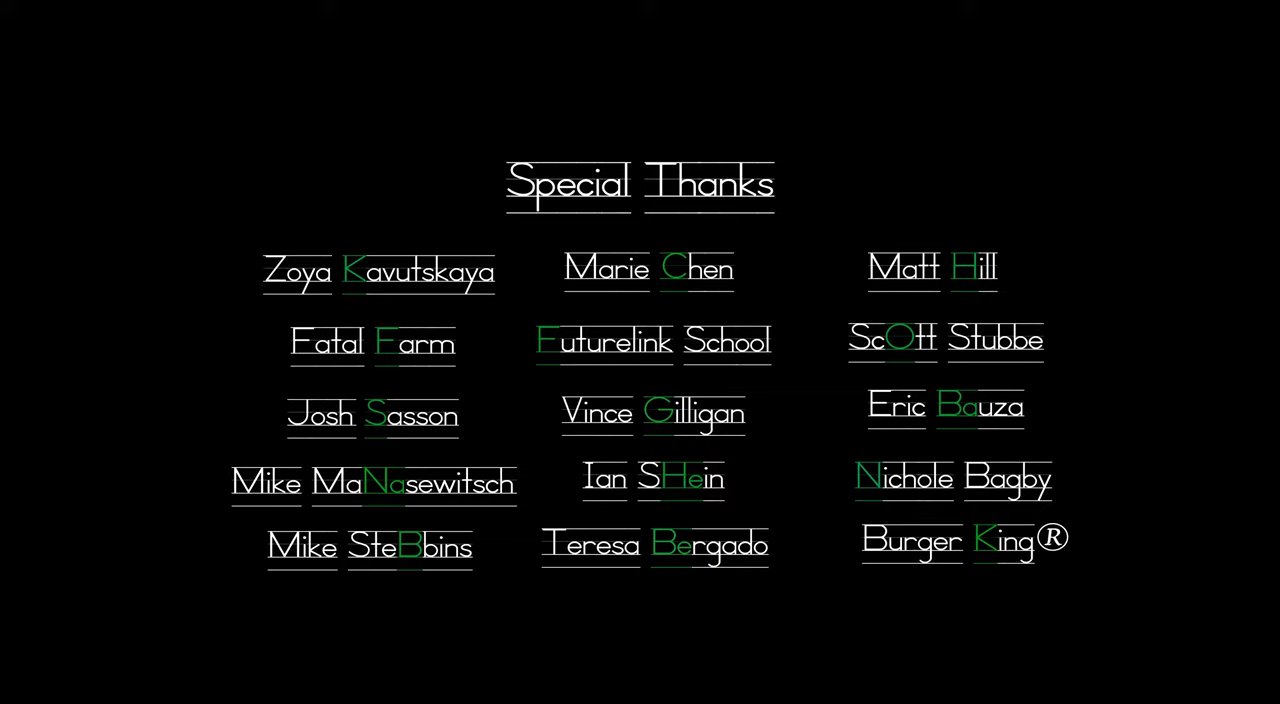 Special Thanks
Zoya Kavutskaya Marie Chen Matt Hill
Fatal Farm Futurelink School ScOtt Stubbe
Josh Sasson Vince Gilligan Eric Bauza
Mike MaNasewitsch Ian SHein Nichole Bagby
Mike SteBbins Teresa Bergado Burger King®